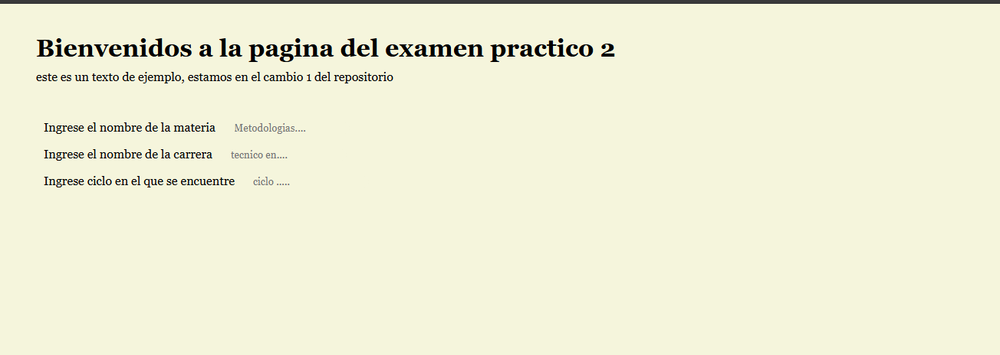 Bienvenidos a la pagina del examen practico 2
este es un texto de ejemplo, estamos en el cambio 1 del repositorio
Ingrese el nombre de la materia Metodologias....
Ingrese el nombre de la carrera tecnico en....
Ingrese ciclo en el que se encuentre ciclo .....